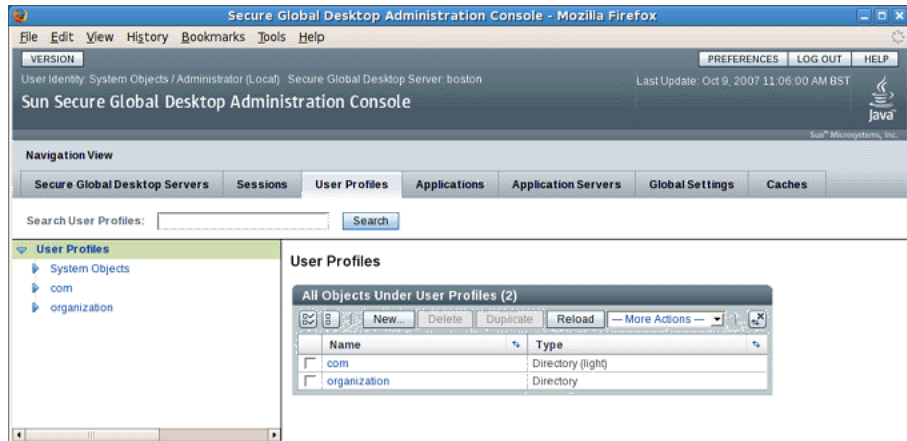 Secure Global Desktop Administration Console - Mozilla Firefox
File Edit View History Bookmarks Tools Help
VERSION PREFERENCES LOG OUT HELP
User Identity: System Objects / Administrator (Local) Secure Global Desktop Server: boston Last Update: Oct 9, 2007 11:06:00 AM BST
Sun Secure Global Desktop Administration Console
Java
Sun™ Microsystems, Inc.
Navigation View
Secure Global Desktop Servers Sessions User Profiles Applications Application Servers Global Settings Caches
Search User Profiles: Search
User Profiles
System Objects
com
organization
User Profiles
All Objects Under User Profiles (2)
New... Delete Duplicate Reload — More Actions —
Name Type
com Directory (light)
organization Directory